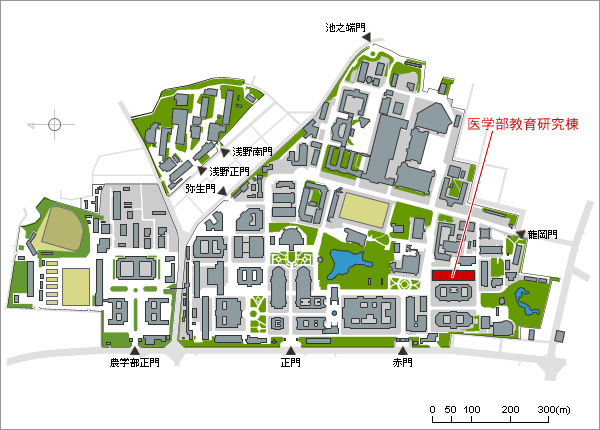 池之端門
医学部教育研究棟
浅野南門
浅野正門
弥生門
龍岡門
農学部正門
正門
赤門
0 50 100 200 300(m)